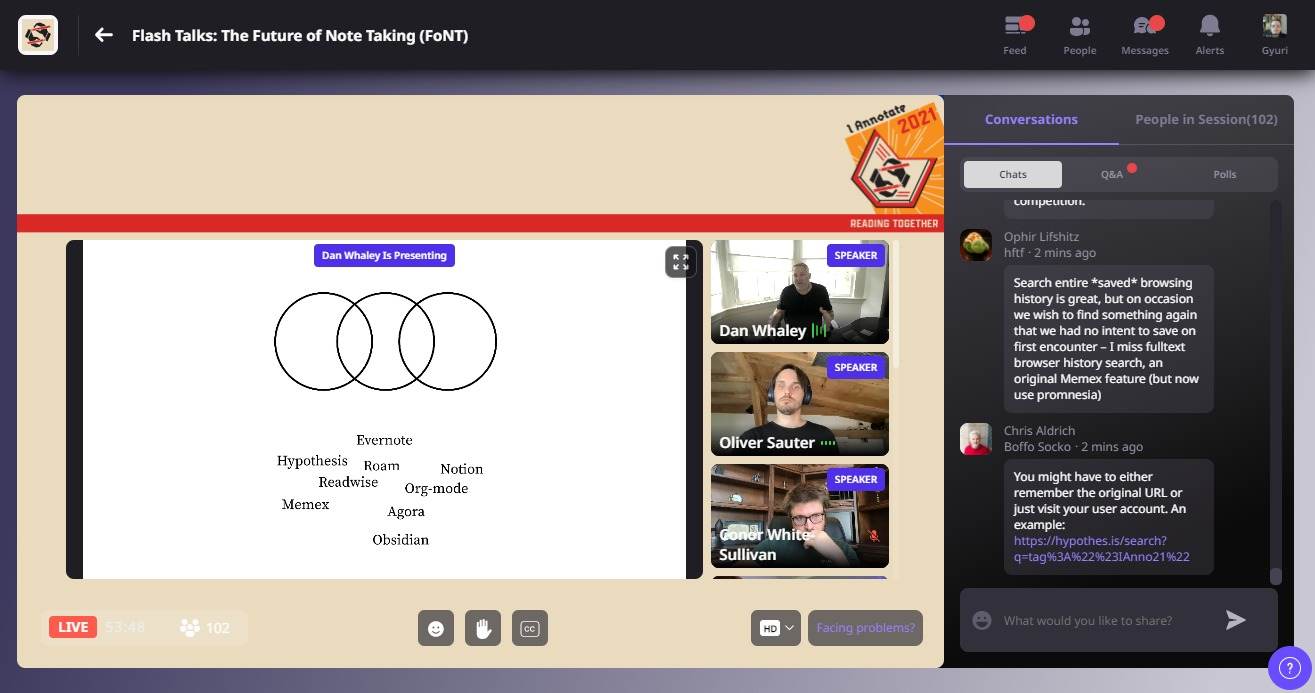 Flash Talks: The Future of Note Taking (FoNT)
Feed
People
Messages
Alerts
Gyuri
I Annotate
2021
READING TOGETHER
Dan Whaley Is Presenting
Evernote
Hypothesis
Roam
Notion
Readwise
Org-mode
Memex
Agora
Obsidian
SPEAKER
Dan Whaley
SPEAKER
Oliver Sauter
SPEAKER
Conor White-
Sullivan
LIVE
53:48
102
CC
HD
Facing problems?
Conversations
People in Session(102)
Chats
Q&A
Polls
competition.
Ophir Lifshitz
hftf · 2 mins ago
Search entire *saved* browsing
history is great, but on occasion
we wish to find something again
that we had no intent to save on
first encounter – I miss fulltext
browser history search, an
original Memex feature (but now
use promnesia)
Chris Aldrich
Boffo Socko · 2 mins ago
You might have to either
remember the original URL or
just visit your user account. An
example:
https://hypothes.is/search?
q=tag%3A%22%23IAnno21%22
What would you like to share?
?